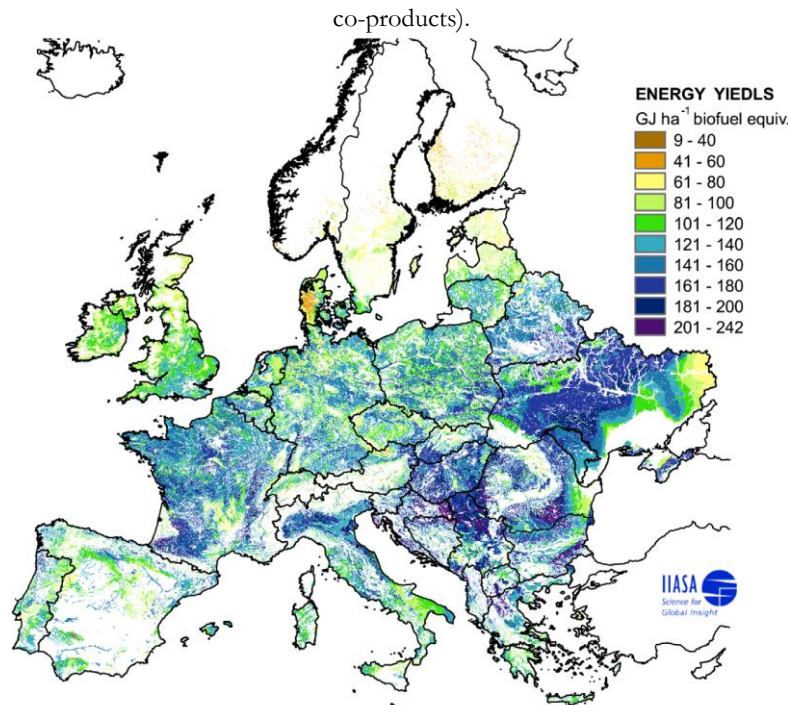 co-products).
ENERGY YIEDLS
GJ ha⁻¹ biofuel equiv.
9 - 40
41 - 60
61 - 80
81 - 100
101 - 120
121 - 140
141 - 160
161 - 180
181 - 200
201 - 242
IIASA
Science for
Global Insight